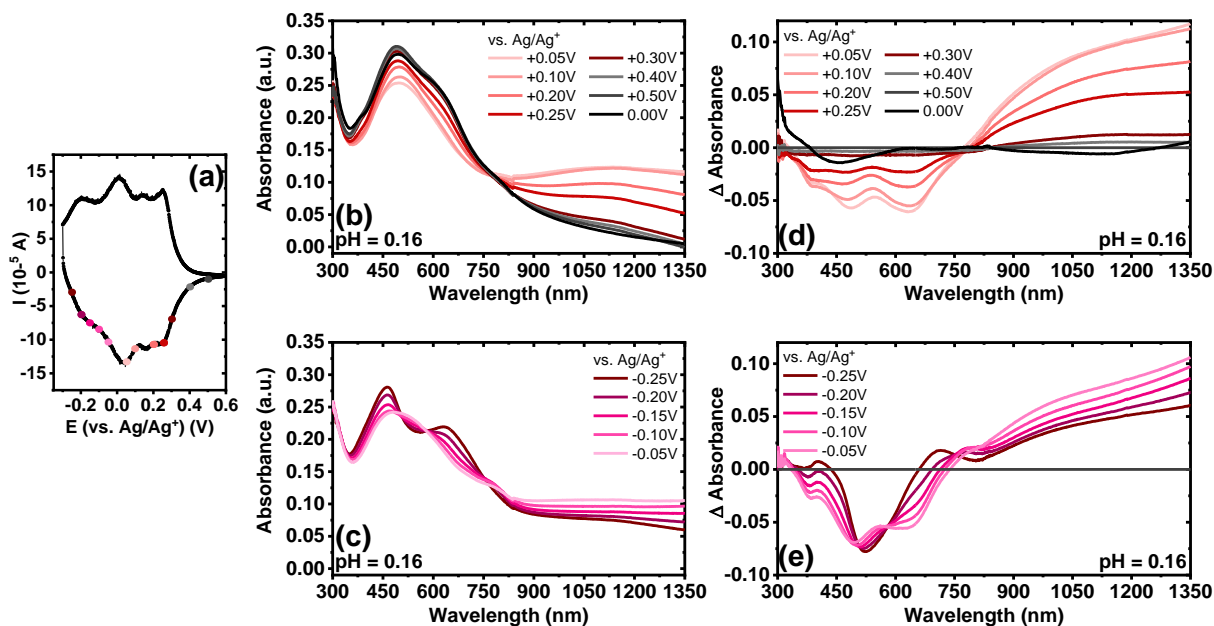 (a)
I (10⁻⁵ A)
15
10
5
0
-5
-10
-15
-0.2 0.0 0.2 0.4 0.6
E (vs. Ag/Ag⁺) (V)
Absorbance (a.u.)
0.35
0.30
0.25
0.20
0.15
0.10
0.05
0.00
vs. Ag/Ag⁺
+0.05V +0.30V
+0.10V +0.40V
+0.20V +0.50V
+0.25V 0.00V
(b)
pH = 0.16
300 450 600 750 900 1050 1200 1350
Wavelength (nm)
Δ Absorbance
0.10
0.05
0.00
-0.05
-0.10
vs. Ag/Ag⁺
+0.05V +0.30V
+0.10V +0.40V
+0.20V +0.50V
+0.25V 0.00V
(d)
pH = 0.16
300 450 600 750 900 1050 1200 1350
Wavelength (nm)
Absorbance (a.u.)
0.35
0.30
0.25
0.20
0.15
0.10
0.05
0.00
vs. Ag/Ag⁺
-0.25V
-0.20V
-0.15V
-0.10V
-0.05V
(c)
pH = 0.16
300 450 600 750 900 1050 1200 1350
Wavelength (nm)
Δ Absorbance
0.10
0.05
0.00
-0.05
-0.10
vs. Ag/Ag⁺
-0.25V
-0.20V
-0.15V
-0.10V
-0.05V
(e)
pH = 0.16
300 450 600 750 900 1050 1200 1350
Wavelength (nm)